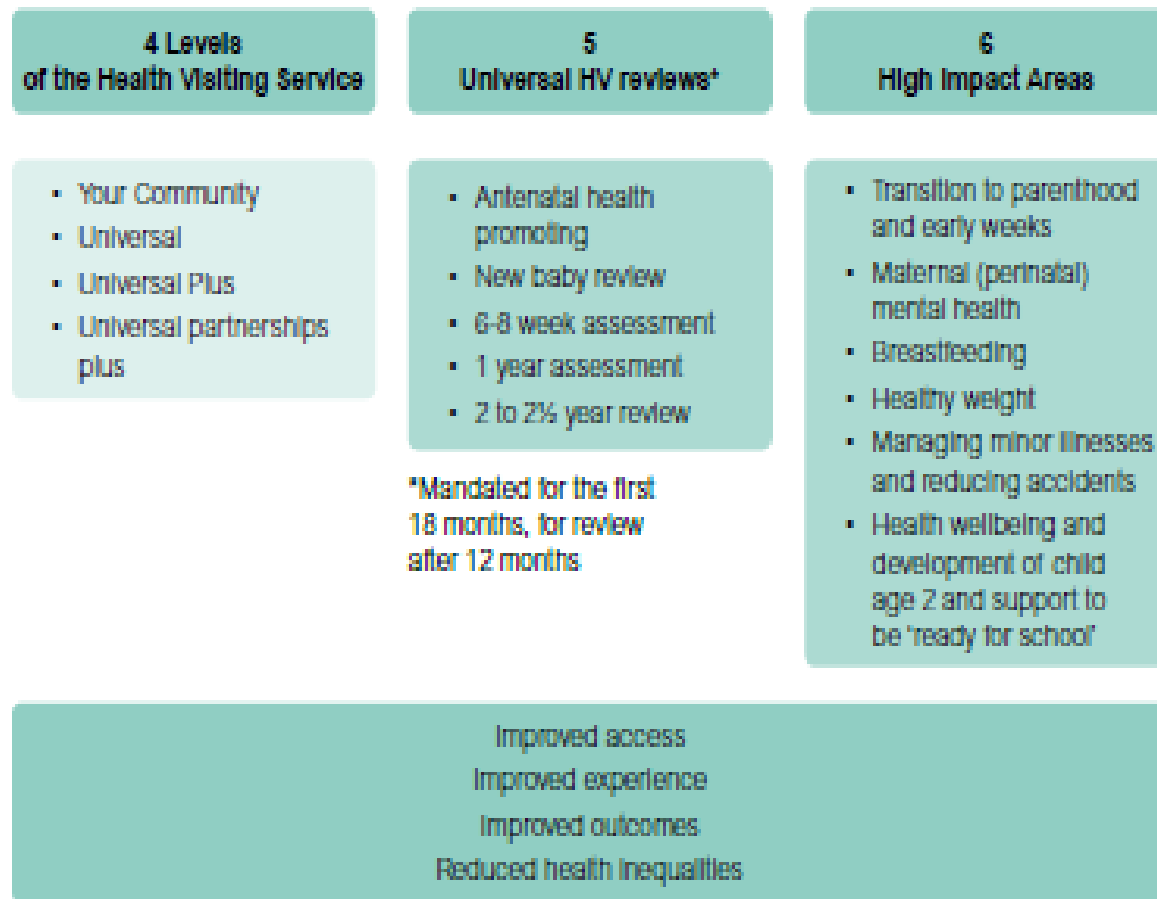 4 Levels
of the Health Visiting Service
5
Universal HV reviews*
6
High Impact Areas
• Your Community
• Universal
• Universal Plus
• Universal partnerships
plus
• Antenatal health
promoting
• New baby review
• 6-8 week assessment
• 1 year assessment
• 2 to 2½ year review
*Mandated for the first
18 months, for review
after 12 months
• Transition to parenthood
and early weeks
• Maternal (perinatal)
mental health
• Breastfeeding
• Healthy weight
• Managing minor illnesses
and reducing accidents
• Health wellbeing and
development of child
age 2 and support to
be 'ready for school'
Improved access
Improved experience
Improved outcomes
Reduced health inequalities